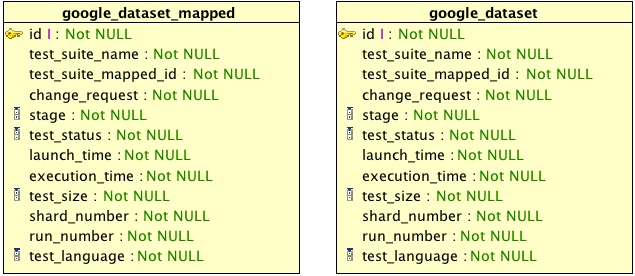 google_dataset_mapped
id I : Not NULL
test_suite_name : Not NULL
test_suite_mapped_id : Not NULL
change_request : Not NULL
stage : Not NULL
test_status : Not NULL
launch_time : Not NULL
execution_time : Not NULL
test_size : Not NULL
shard_number : Not NULL
run_number : Not NULL
test_language : Not NULL
google_dataset
id I : Not NULL
test_suite_name : Not NULL
test_suite_mapped_id : Not NULL
change_request : Not NULL
stage : Not NULL
test_status : Not NULL
launch_time : Not NULL
execution_time : Not NULL
test_size : Not NULL
shard_number : Not NULL
run_number : Not NULL
test_language : Not NULL